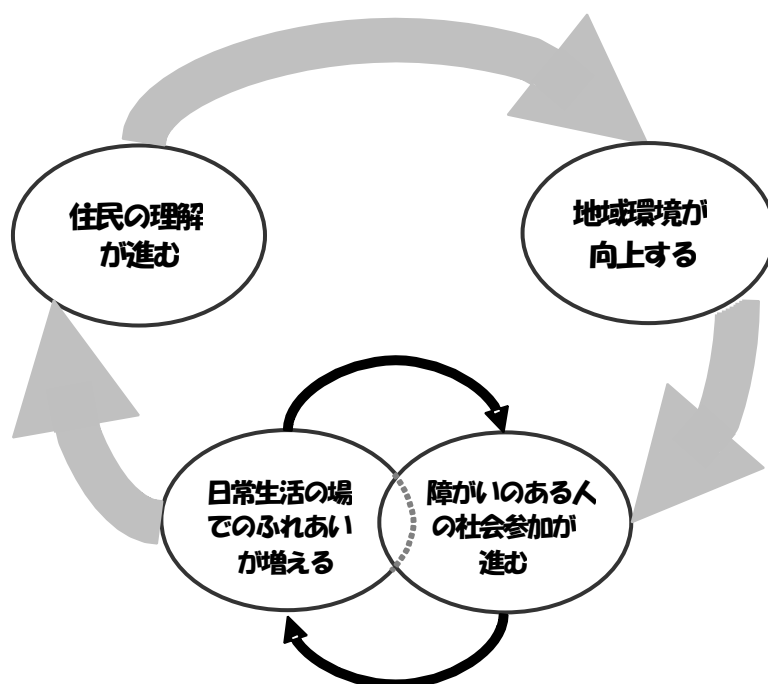 住民の理解
が進む
地域環境が
向上する
日常生活の場
でのふれあい
が増える
障がいのある人
の社会参加が
進む